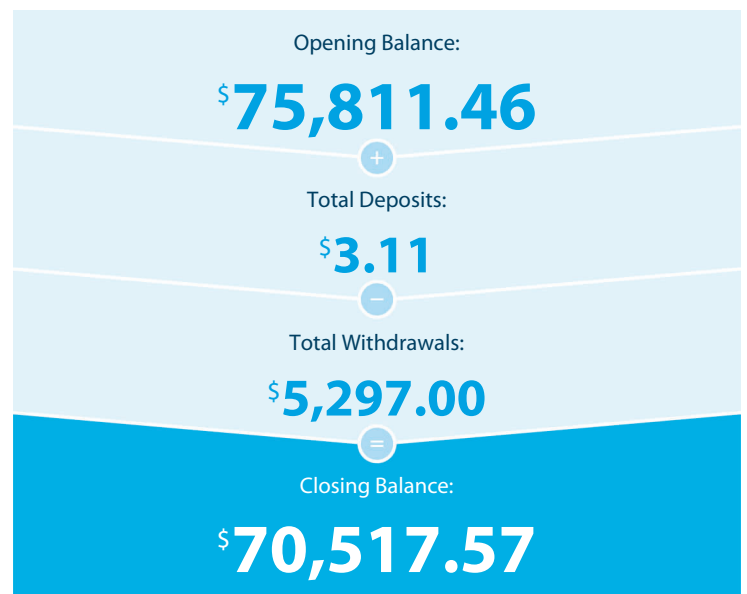 Opening Balance:
$75,811.46
+
Total Deposits:
$3.11
−
Total Withdrawals:
$5,297.00
=
Closing Balance:
$70,517.57